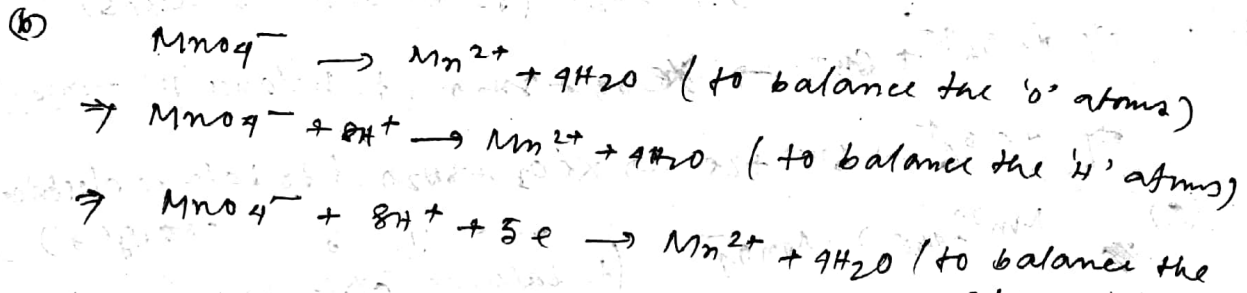 (b) MnO4⁻ → Mn²⁺ + 4H2O (to balance the 'O' atoms)
⇒ MnO4⁻ + 8H⁺ → Mn²⁺ + 4H2O (to balance the 'H' atoms)
⇒ MnO4⁻ + 8H⁺ + 5e → Mn²⁺ + 4H2O (to balance the